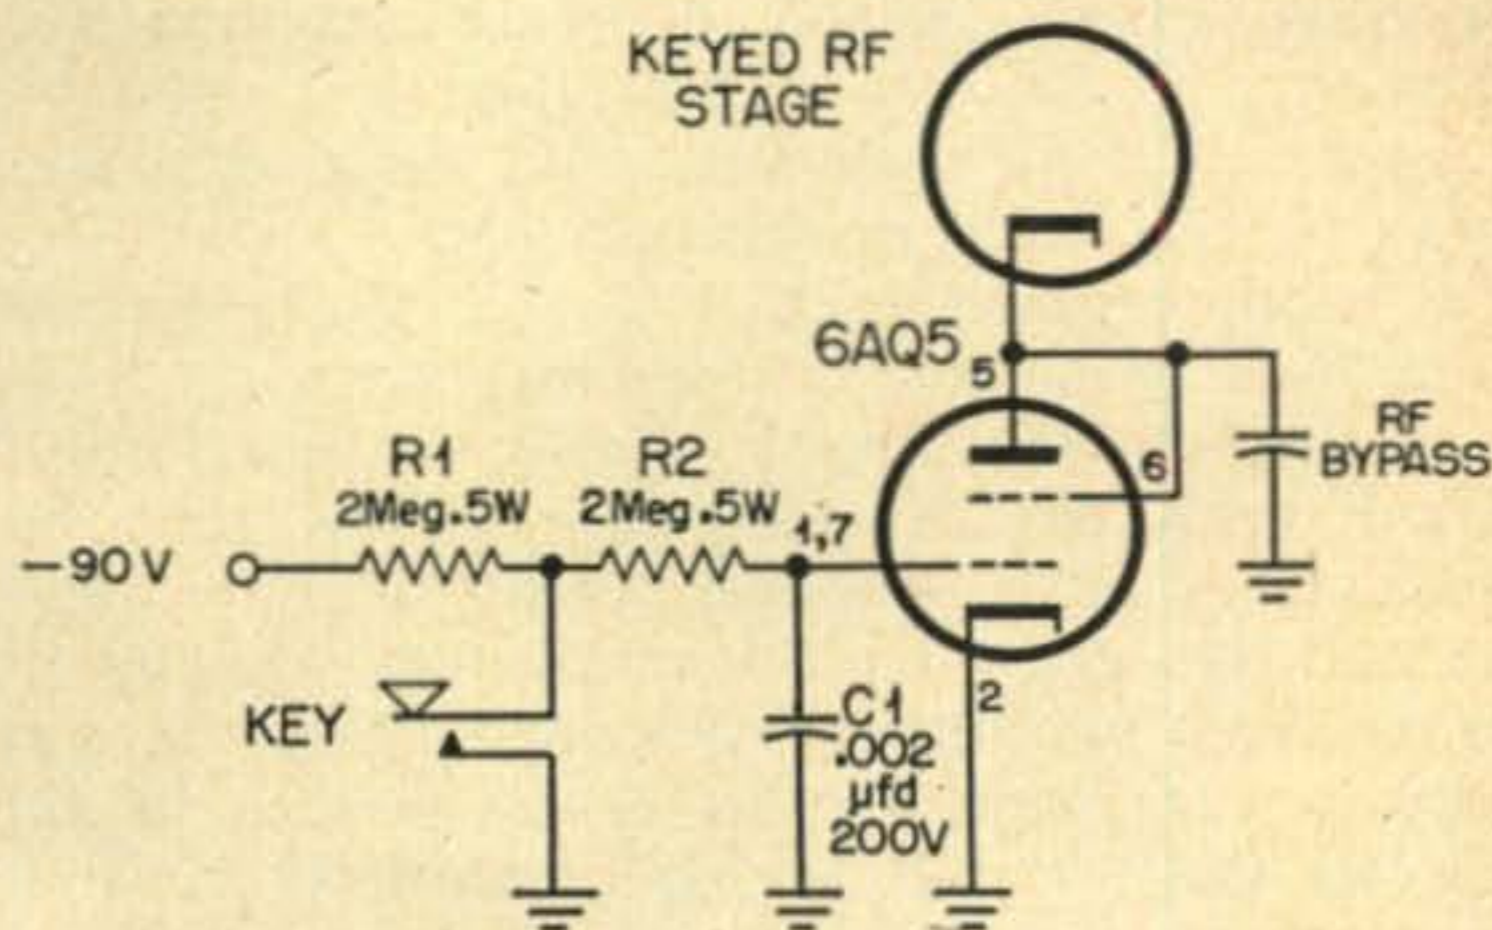 KEYED RF
STAGE
6AQ5
5
6
RF
BYPASS
R1
2Meg.5W
R2
2Meg.5W
1,7
-90V
KEY
C1
.002
μfd
200V
2